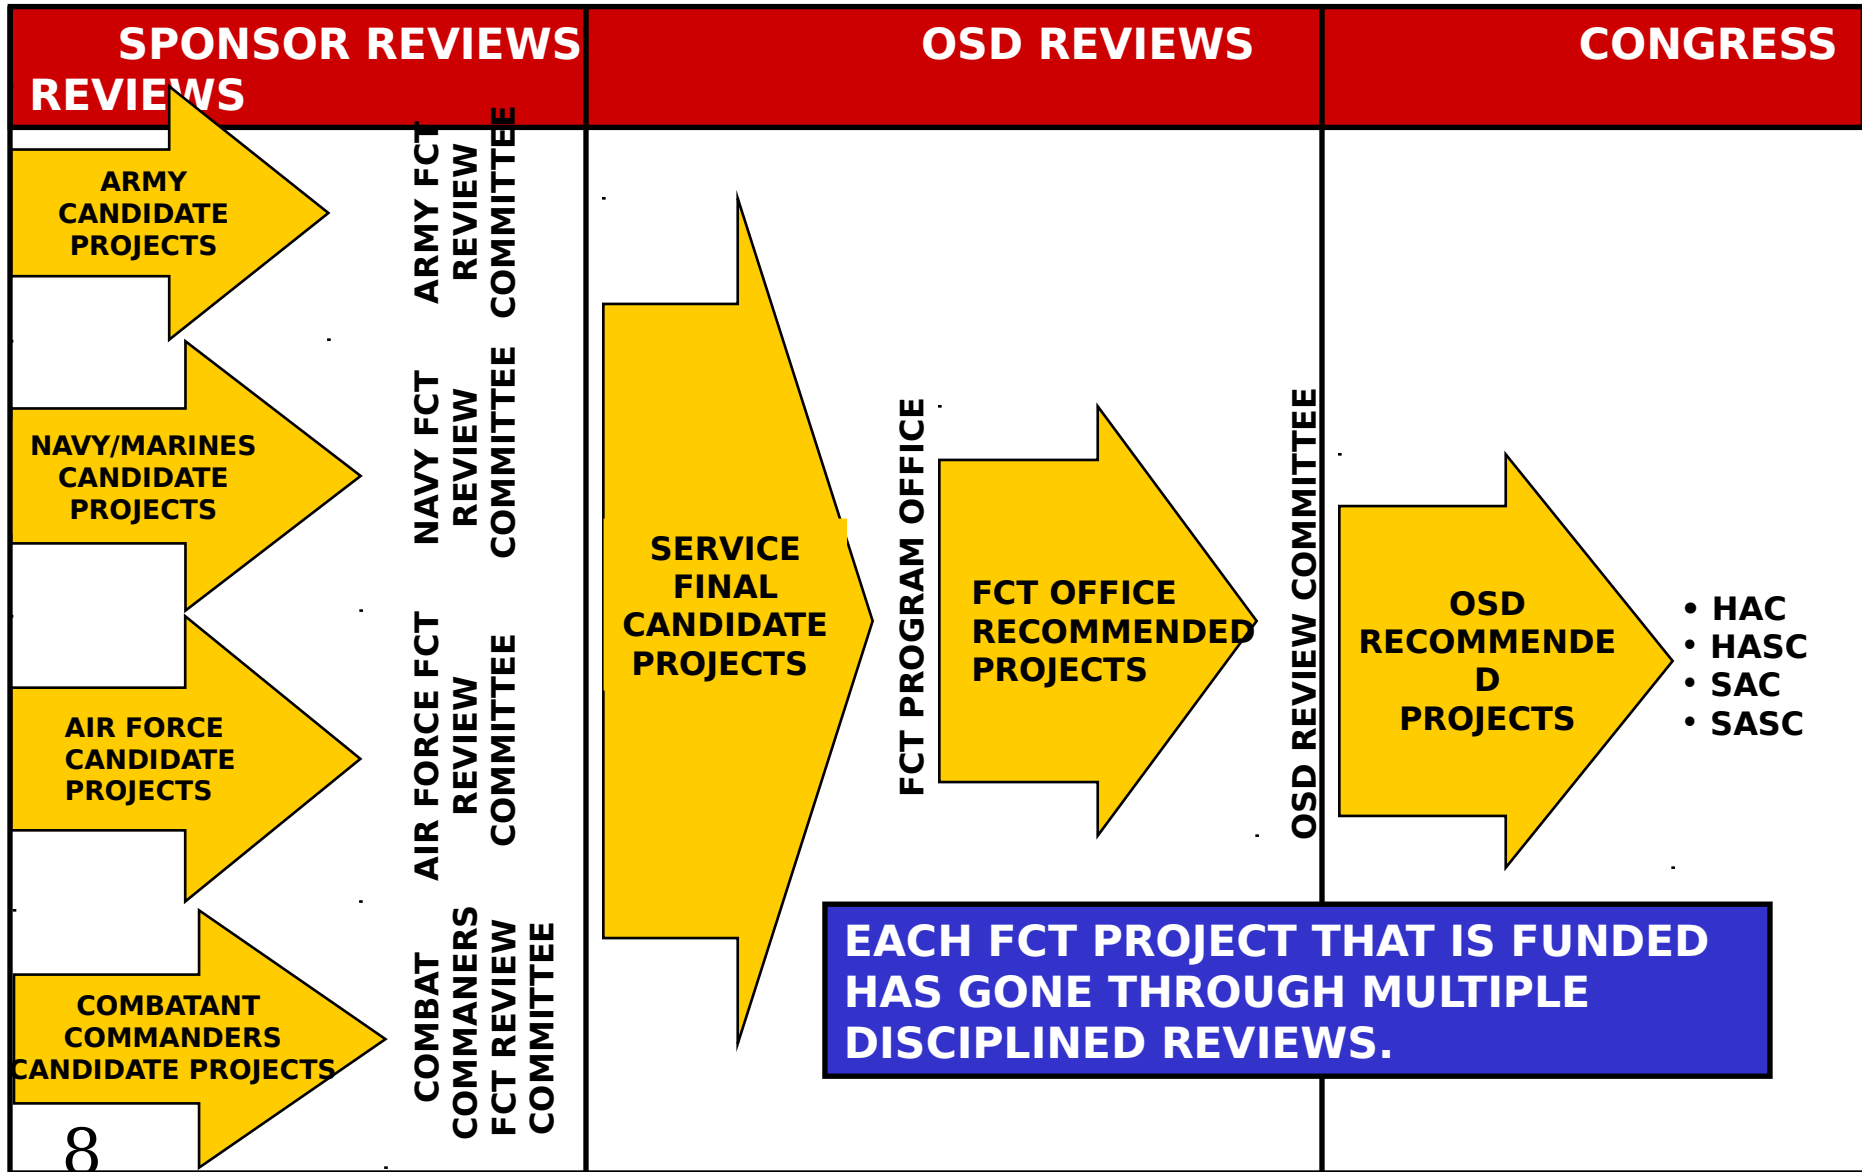 SPONSOR REVIEWS OSD REVIEWS CONGRESS
REVIEWS
ARMY
CANDIDATE
PROJECTS
ARMY FCT
REVIEW
COMMITTEE
NAVY/MARINES
CANDIDATE
PROJECTS
NAVY FCT
REVIEW
COMMITTEE
AIR FORCE
CANDIDATE
PROJECTS
AIR FORCE FCT
REVIEW
COMMITTEE
COMBATANT
COMMANDERS
CANDIDATE PROJECTS
COMBAT
COMMANERS
FCT REVIEW
COMMITTEE
SERVICE
FINAL
CANDIDATE
PROJECTS
FCT PROGRAM OFFICE
FCT OFFICE
RECOMMENDED
PROJECTS
OSD REVIEW COMMITTEE
OSD
RECOMMENDE
D
PROJECTS
• HAC
• HASC
• SAC
• SASC
EACH FCT PROJECT THAT IS FUNDED
HAS GONE THROUGH MULTIPLE
DISCIPLINED REVIEWS.
8